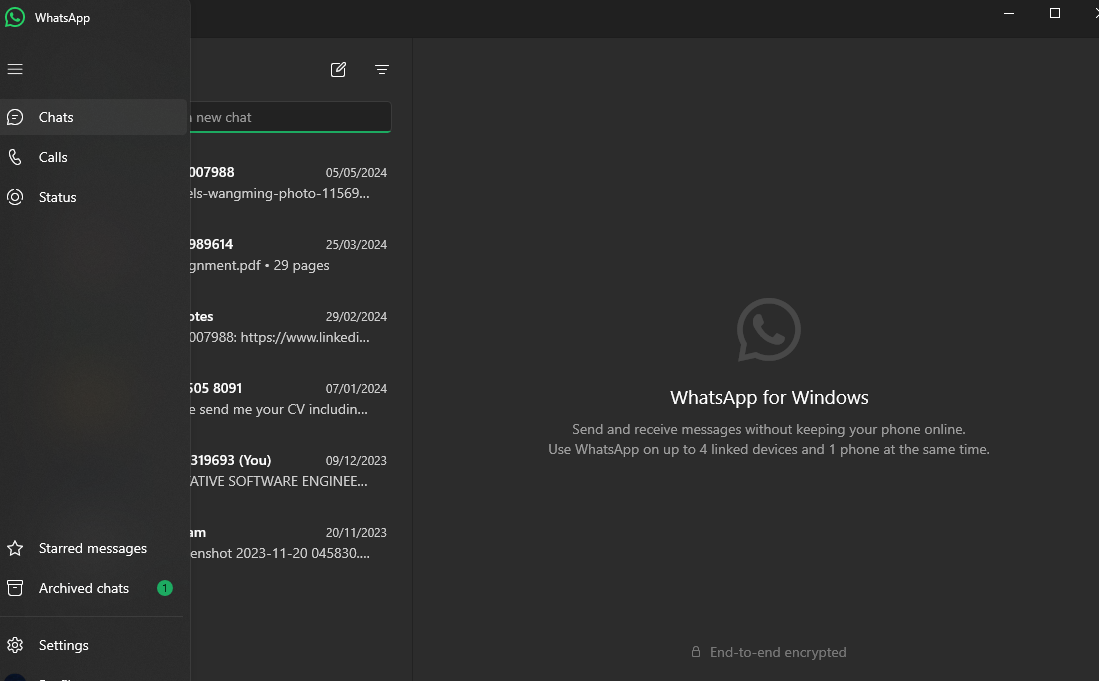 WhatsApp
Chats
Calls
Status
Starred messages
Archived chats 1
Settings
new chat
007988 05/05/2024
els-wangming-photo-11569...
989614 25/03/2024
gnment.pdf • 29 pages
otes 29/02/2024
007988: https://www.linkedi...
505 8091 07/01/2024
e send me your CV includin...
319693 (You) 09/12/2023
ATIVE SOFTWARE ENGINEE...
am 20/11/2023
enshot 2023-11-20 045830....
WhatsApp for Windows
Send and receive messages without keeping your phone online.
Use WhatsApp on up to 4 linked devices and 1 phone at the same time.
End-to-end encrypted